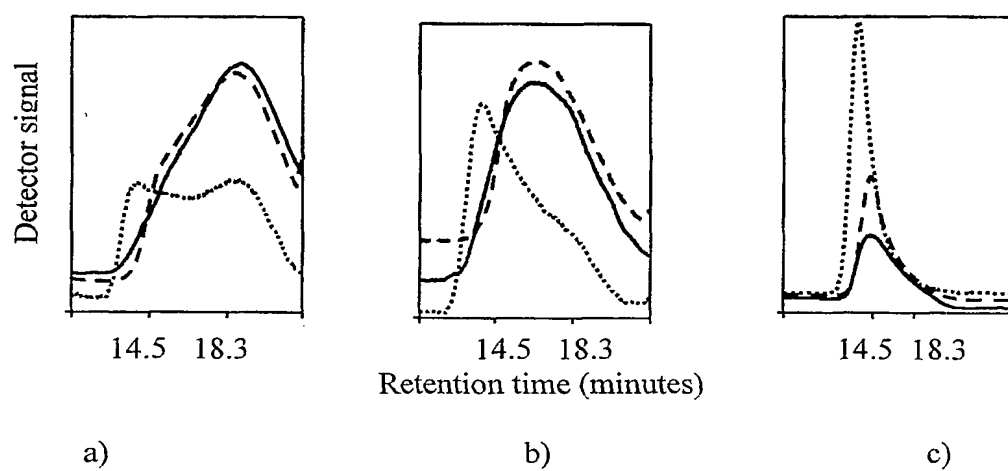 Detector signal
14.5 18.3
14.5 18.3
14.5 18.3
Retention time (minutes)
a)
b)
c)